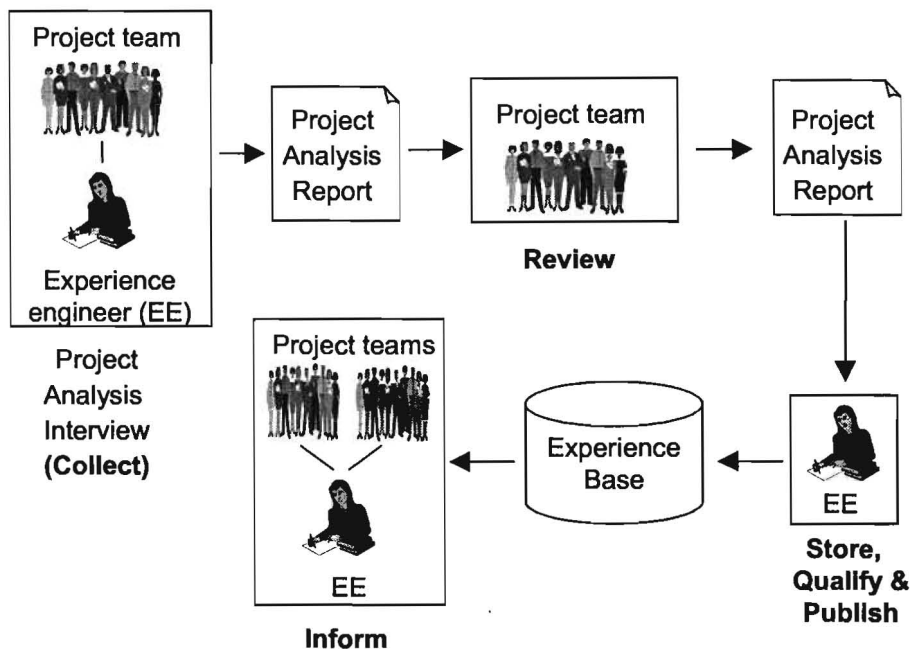 Project team
Experience
engineer (EE)
Project
Analysis
Interview
(Collect)
Project
Analysis
Report
Project team
Review
Project
Analysis
Report
EE
Store,
Qualify &
Publish
Experience
Base
Project teams
EE
Inform